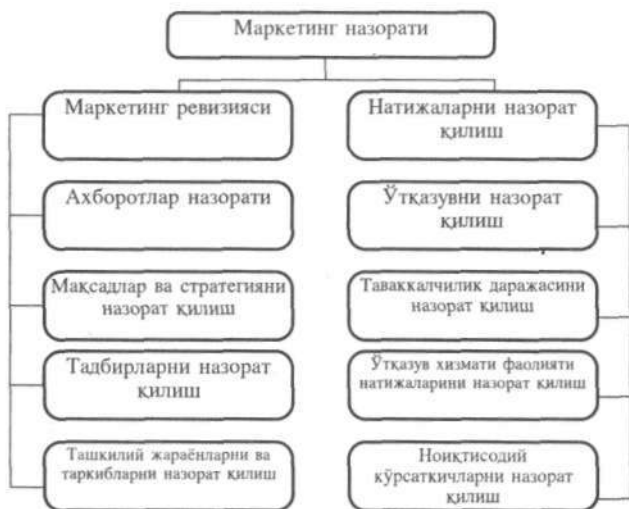 Маркетинг назорати
Маркетинг ревизияси
Ахборотлар назорати
Мақсадлар ва стратегияни
назорат қилиш
Тадбирларни назорат
қилиш
Ташкилий жараёнларни ва
таркибларни назорат қилиш
Натижаларни назорат
қилиш
Ўтказувни назорат
қилиш
Таваккалчилик даражасини
назорат қилиш
Ўтказув хизмати фаолияти
натижаларини назорат қилиш
Ноиқтисодий
кўрсаткичларни назорат
қилиш